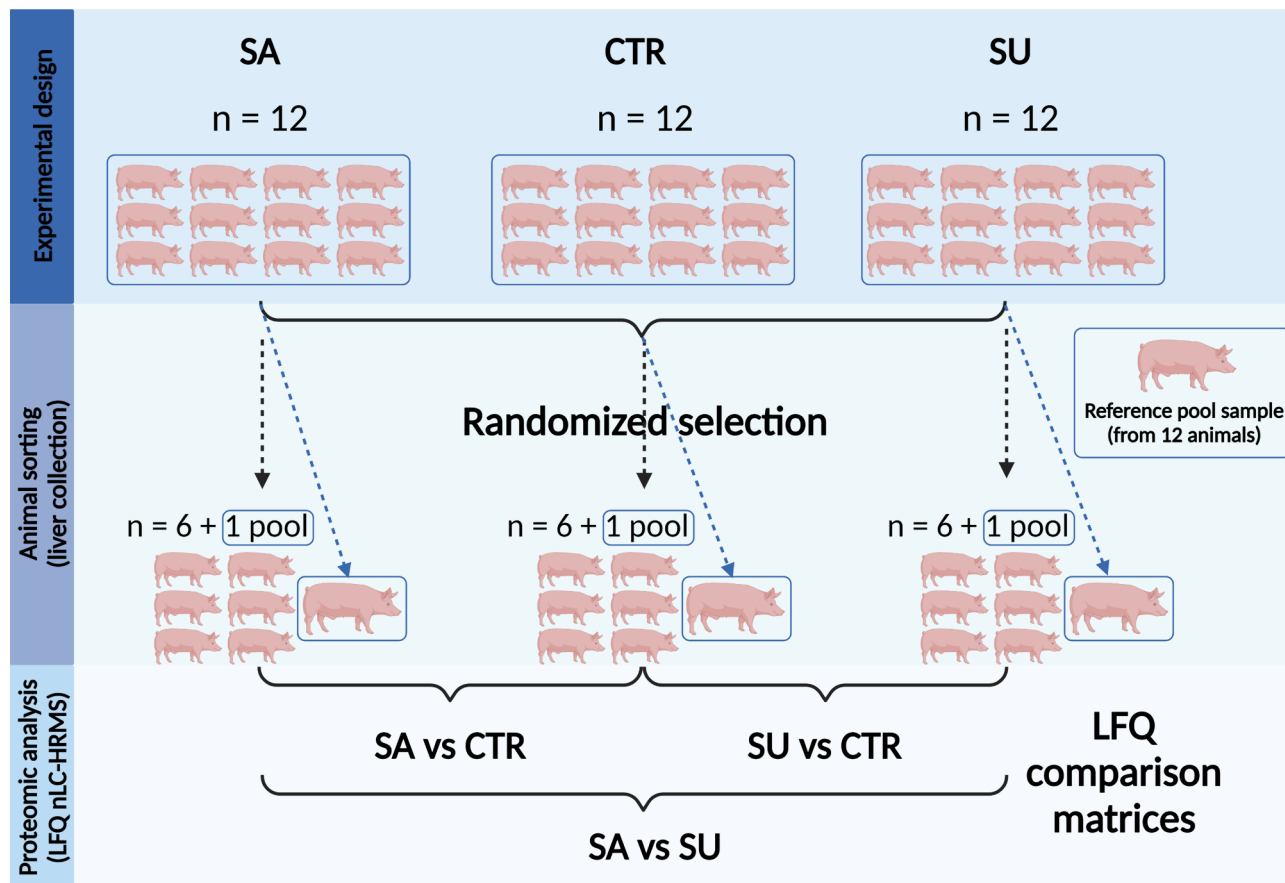 Experimental design
SA
CTR
SU
n = 12
n = 12
n = 12
Animal sorting
(liver collection)
Randomized selection
Reference pool sample
(from 12 animals)
n = 6 + 1 pool
n = 6 + 1 pool
n = 6 + 1 pool
Proteomic analysis
(LFQ nLC-HRMS)
SA vs CTR
SU vs CTR
LFQ
comparison
matrices
SA vs SU